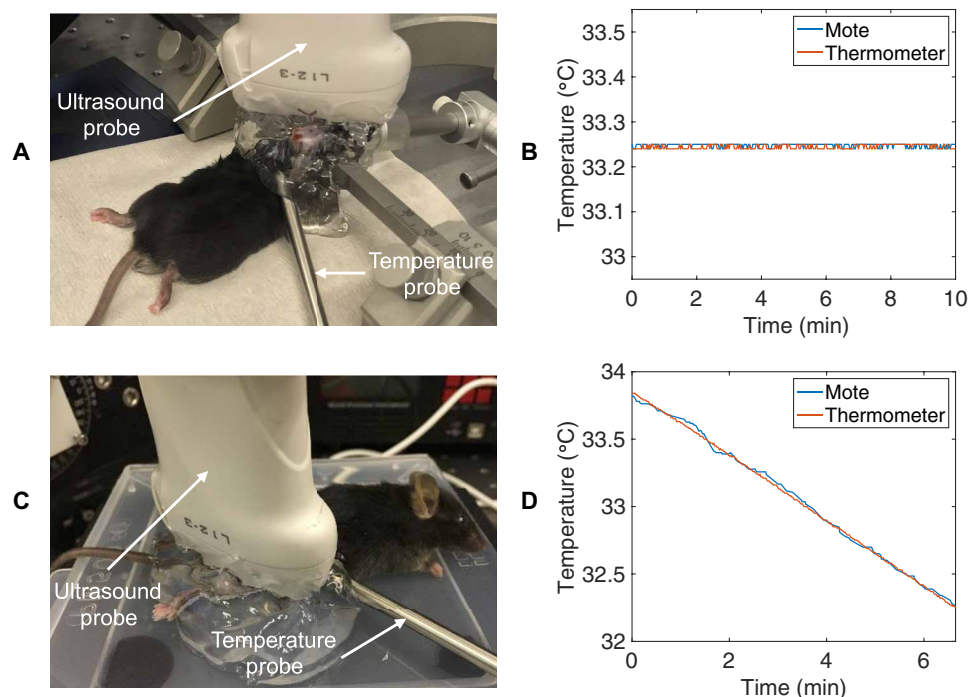 A
Ultrasound
probe
L12-3
Temperature
probe
B
Temperature (°C)
33.5
33.4
33.3
33.2
33.1
33
Mote
Thermometer
0 2 4 6 8 10
Time (min)
C
L12-3
Ultrasound
probe
Temperature
probe
D
Temperature (°C)
34
33.5
33
32.5
32
Mote
Thermometer
0 2 4 6
Time (min)